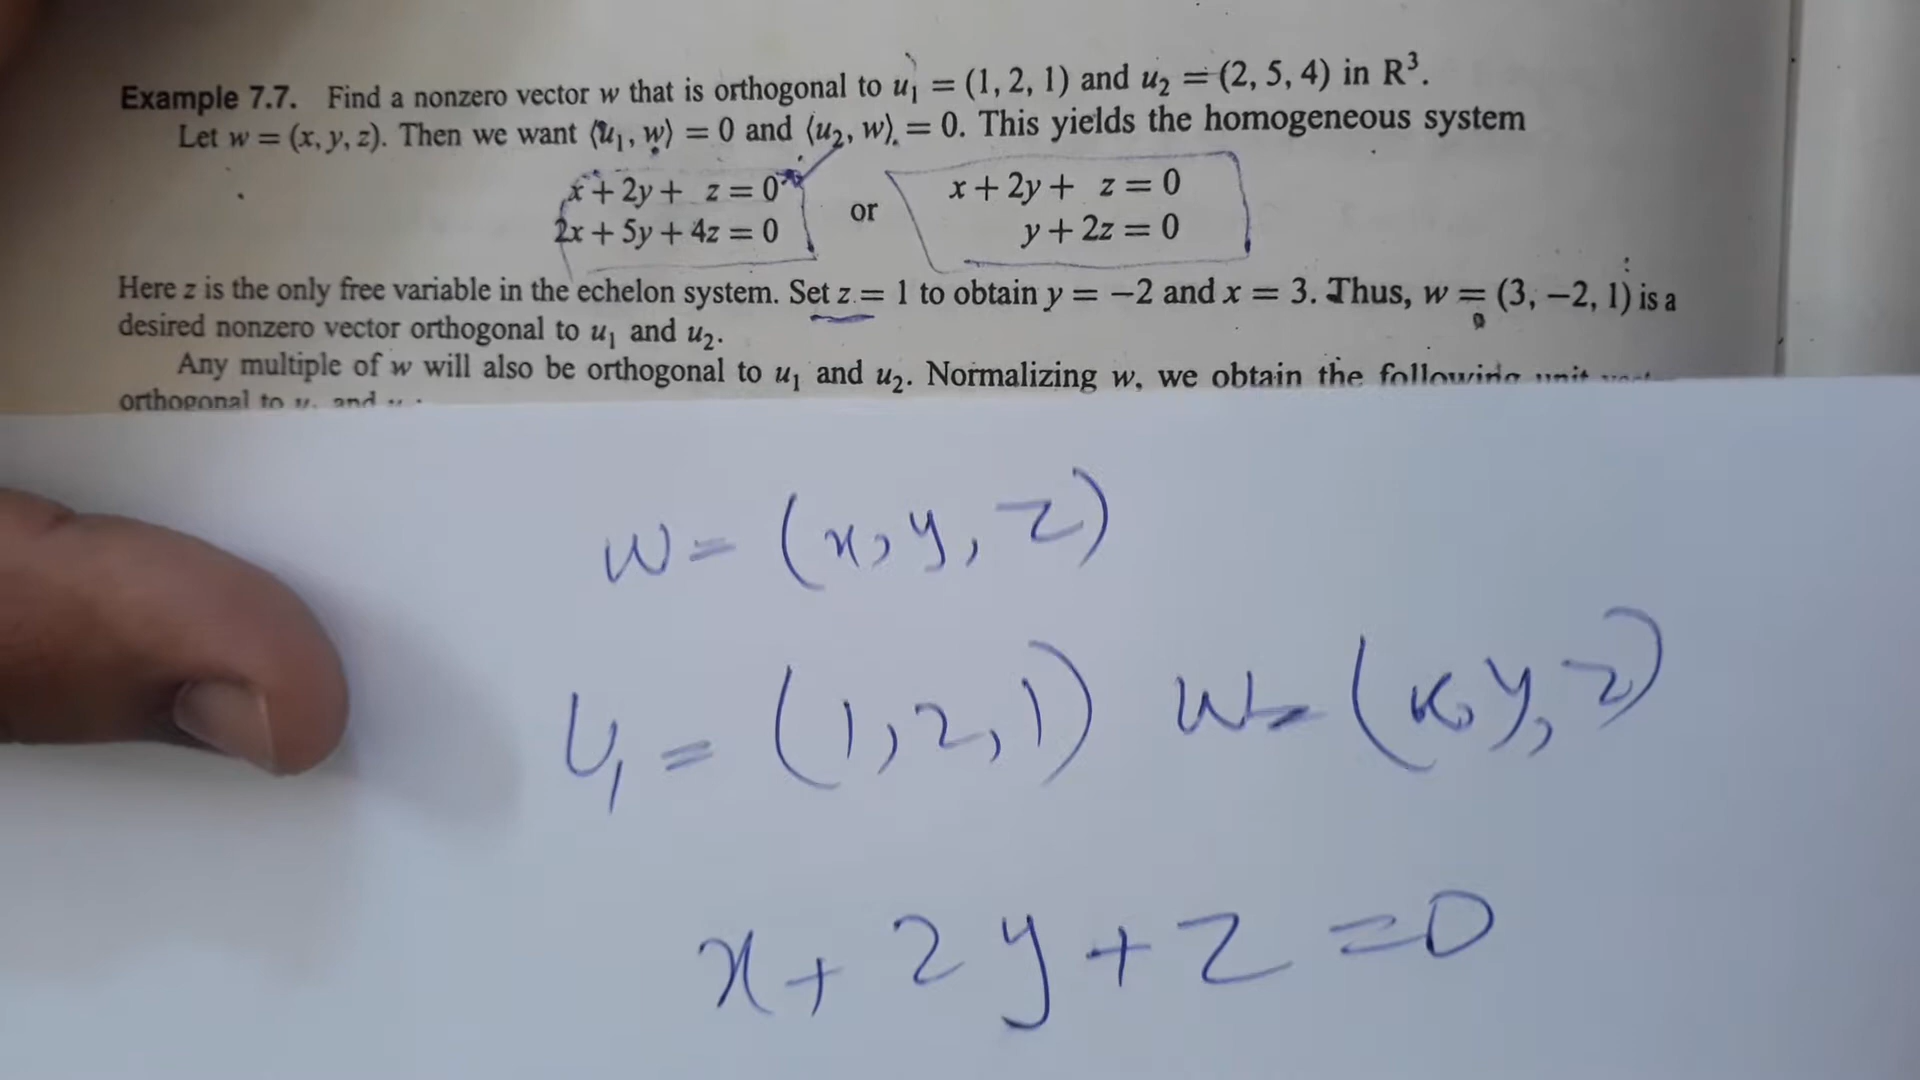 Example 7.7. Find a nonzero vector w that is orthogonal to u₁ = (1, 2, 1) and u₂ = (2, 5, 4) in R³.
Let w = (x, y, z). Then we want ⟨u₁, w⟩ = 0 and ⟨u₂, w⟩ = 0. This yields the homogeneous system
x + 2y + z = 0 or x + 2y + z = 0
2x + 5y + 4z = 0 y + 2z = 0
Here z is the only free variable in the echelon system. Set z = 1 to obtain y = −2 and x = 3. Thus, w = (3, −2, 1) is a
desired nonzero vector orthogonal to u₁ and u₂.
Any multiple of w will also be orthogonal to u₁ and u₂. Normalizing w, we obtain the following unit
orthogonal to and
w = (x, y, z)
u₁ = (1, 2, 1) w = (x, y, z)
x + 2y + z = 0